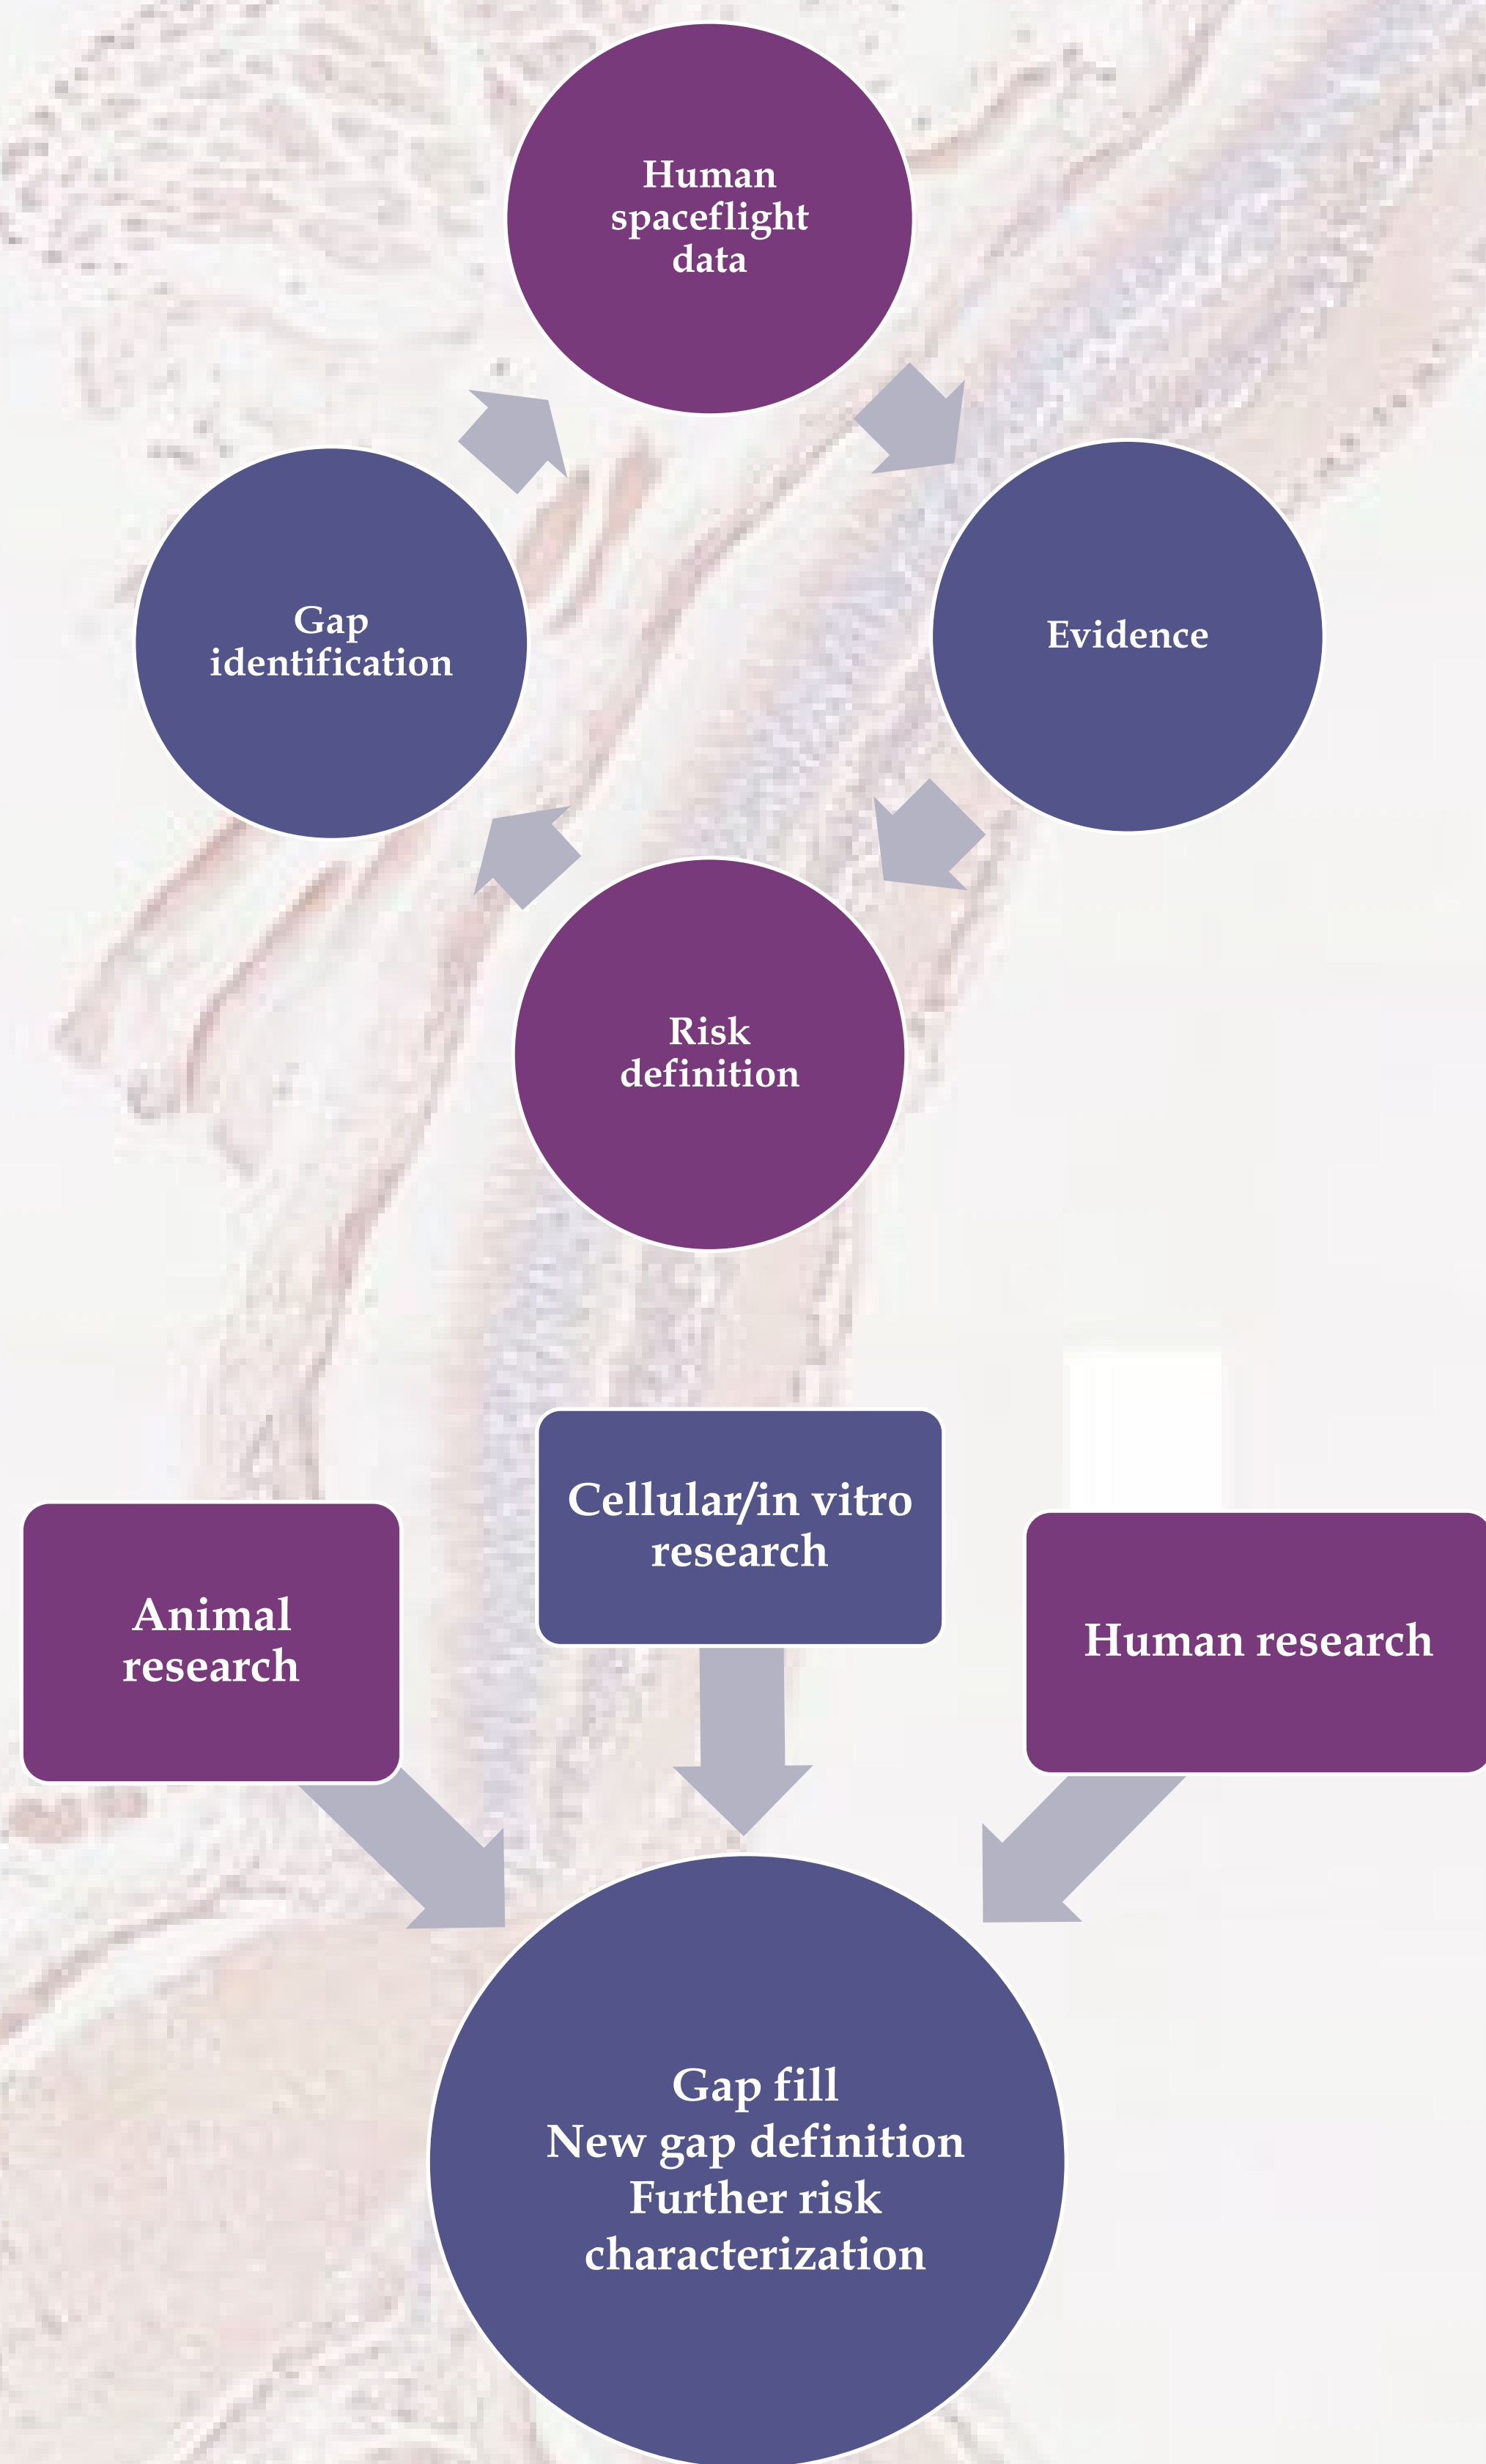 Human
spaceflight
data
Gap
identification
Evidence
Risk
definition
Cellular/in vitro
research
Animal
research
Human research
Gap fill
New gap definition
Further risk
characterization